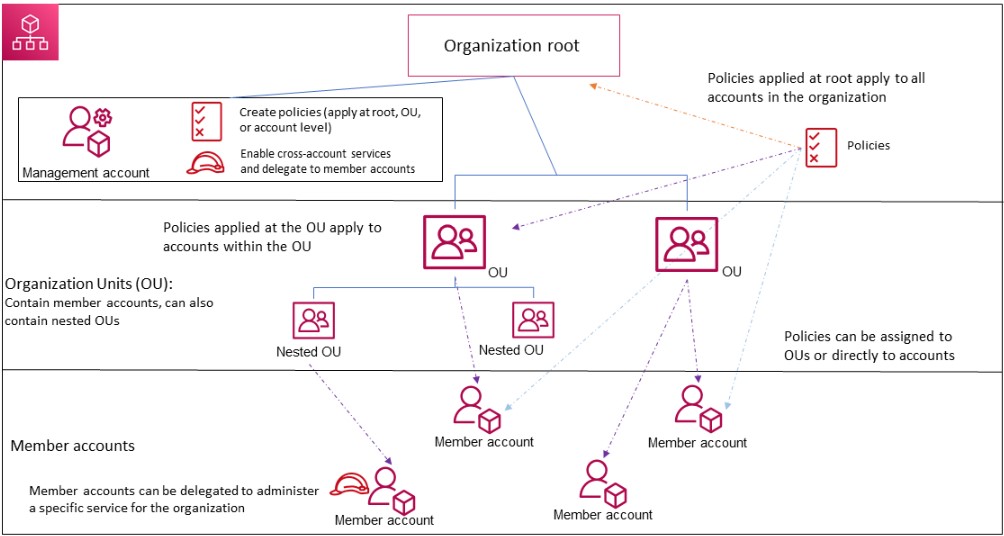 Organization root
Policies applied at root apply to all
accounts in the organization
Create policies (apply at root, OU,
or account level)
Enable cross-account services
and delegate to member accounts
Management account
Policies
Policies applied at the OU apply to
accounts within the OU
OU
OU
Organization Units (OU):
Contain member accounts, can also
contain nested OUs
Nested OU
Nested OU
Policies can be assigned to
OUs or directly to accounts
Member account
Member account
Member accounts
Member accounts can be delegated to administer
a specific service for the organization
Member account
Member account